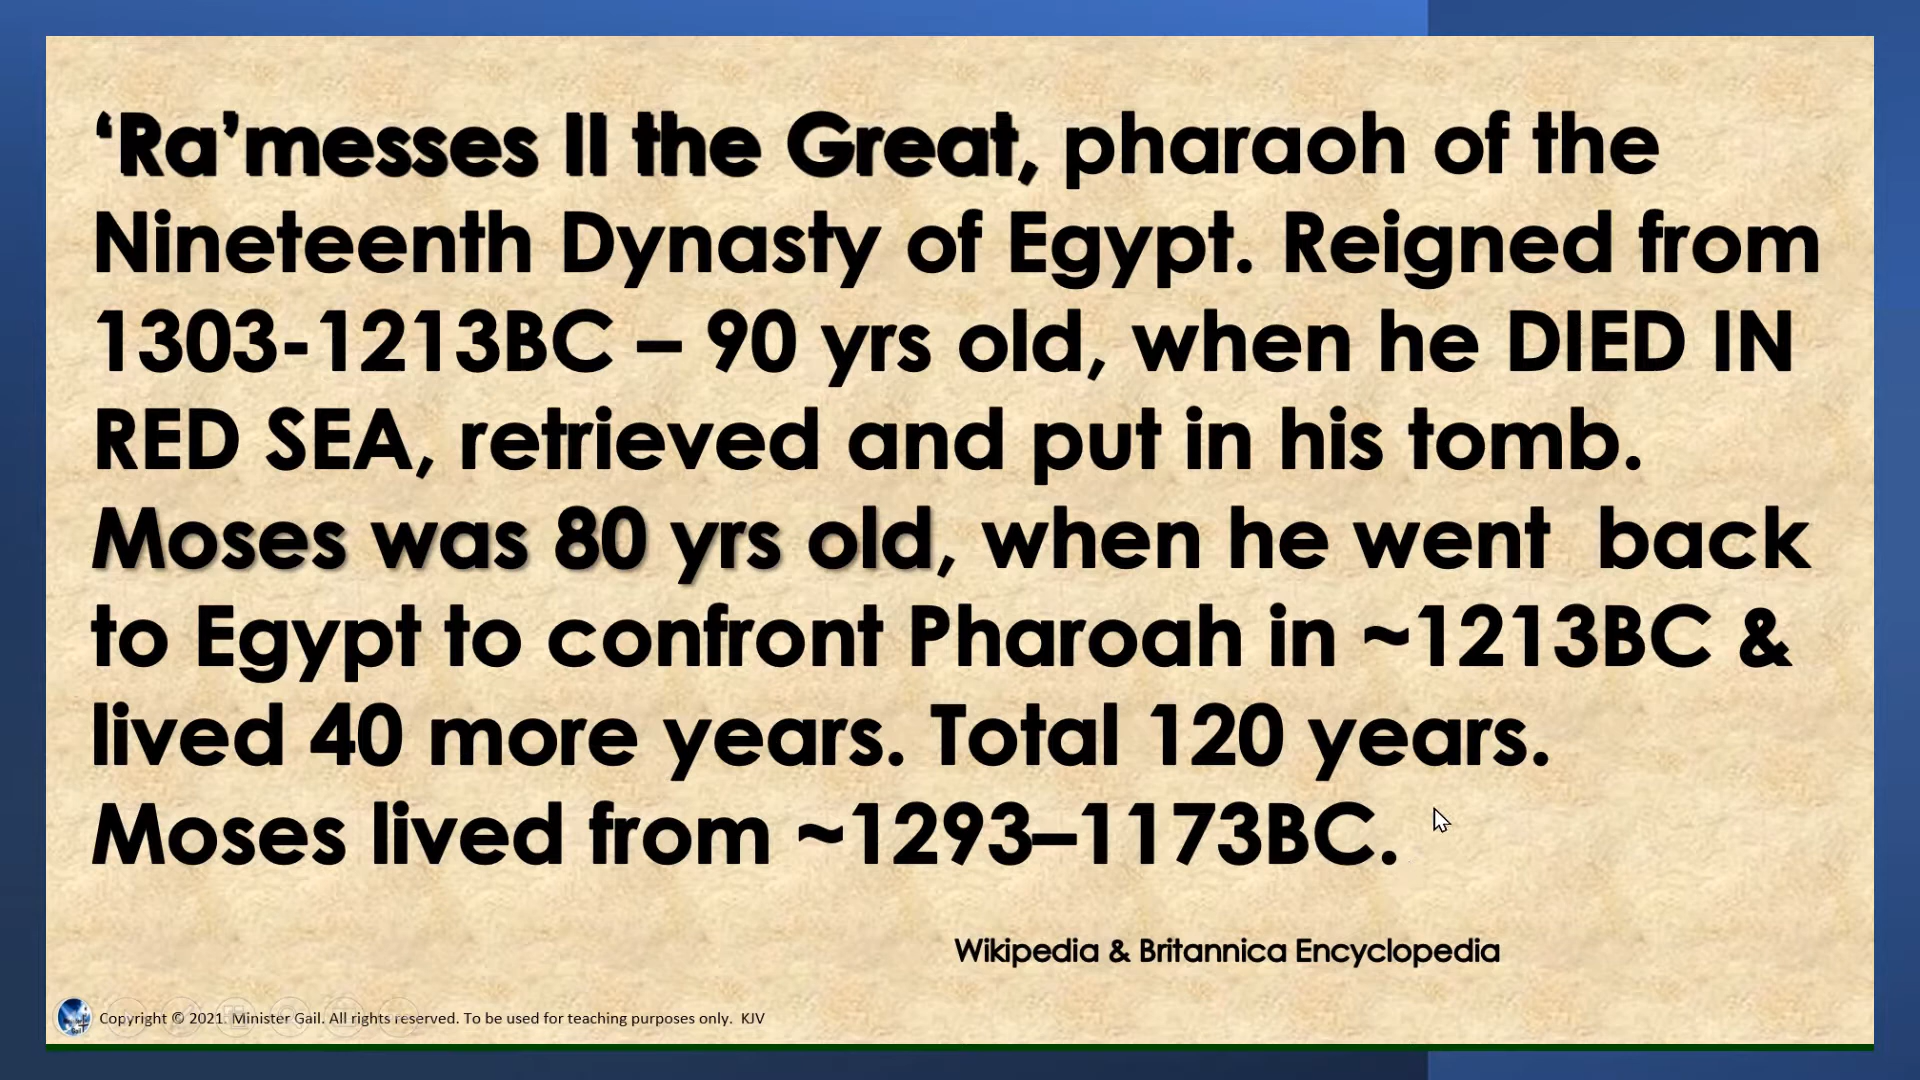 ‘Ra’messes II the Great, pharaoh of the
Nineteenth Dynasty of Egypt. Reigned from
1303-1213BC – 90 yrs old, when he DIED IN
RED SEA, retrieved and put in his tomb.
Moses was 80 yrs old, when he went  back
to Egypt to confront Pharoah in ~1213BC &
lived 40 more years. Total 120 years.
Moses lived from ~1293–1173BC.
Wikipedia & Britannica Encyclopedia
Copyright © 2021. Minister Gail. All rights reserved. To be used for teaching purposes only.  KJV